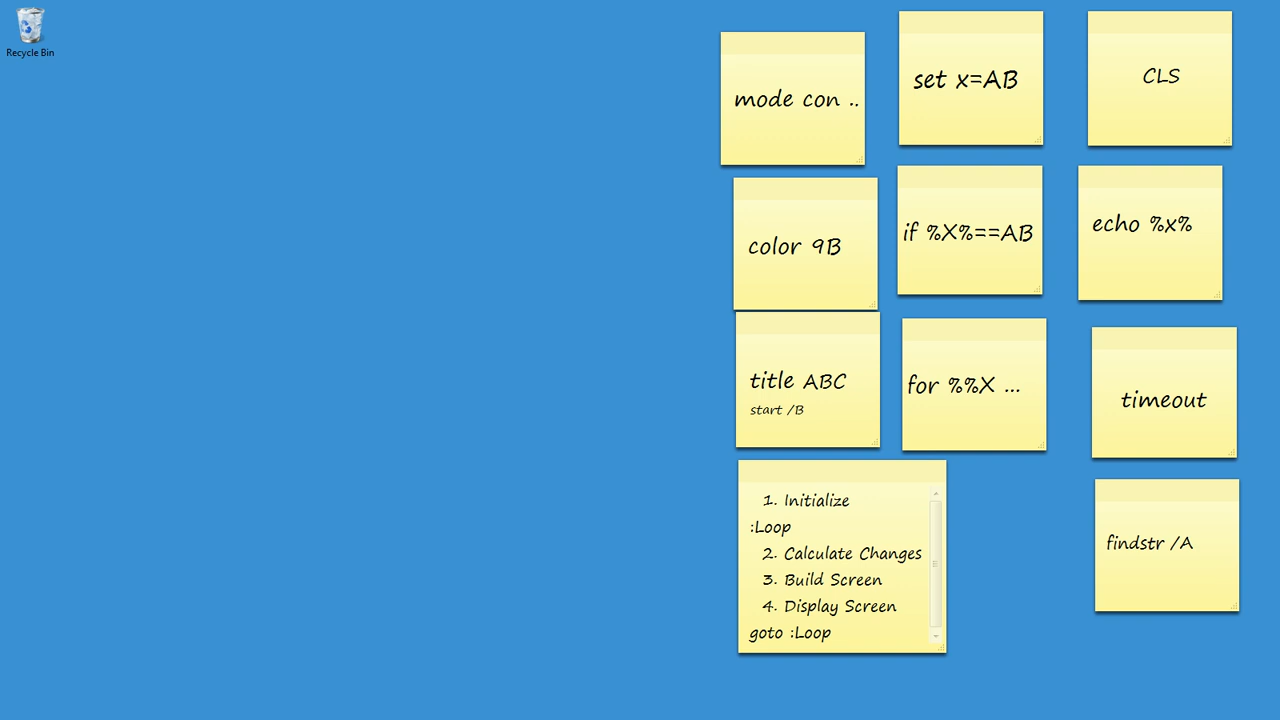 Recycle Bin
mode con ..
set x=AB
CLS
color 9B
if %X%==AB
echo %x%
title ABC
start /B
for %%X ...
timeout
1. Initialize
:Loop
2. Calculate Changes
3. Build Screen
4. Display Screen
goto :Loop
findstr /A